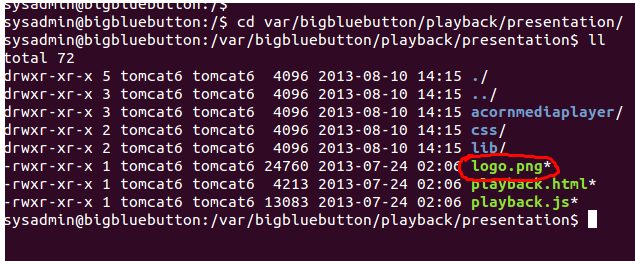 sysadmin@bigbluebutton:/$
sysadmin@bigbluebutton:/$ cd var/bigbluebutton/playback/presentation/
sysadmin@bigbluebutton:/var/bigbluebutton/playback/presentation$ ll
total 72
drwxr-xr-x 5 tomcat6 tomcat6 4096 2013-08-10 14:15 ./
drwxr-xr-x 3 tomcat6 tomcat6 4096 2013-08-10 14:15 ../
drwxr-xr-x 3 tomcat6 tomcat6 4096 2013-08-10 14:15 acornmediaplayer/
drwxr-xr-x 2 tomcat6 tomcat6 4096 2013-08-10 14:15 css/
drwxr-xr-x 2 tomcat6 tomcat6 4096 2013-08-10 14:15 lib/
-rwxr-xr-x 1 tomcat6 tomcat6 24760 2013-07-24 02:06 logo.png*
-rwxr-xr-x 1 tomcat6 tomcat6 4213 2013-07-24 02:06 playback.html*
-rwxr-xr-x 1 tomcat6 tomcat6 13083 2013-07-24 02:06 playback.js*
sysadmin@bigbluebutton:/var/bigbluebutton/playback/presentation$